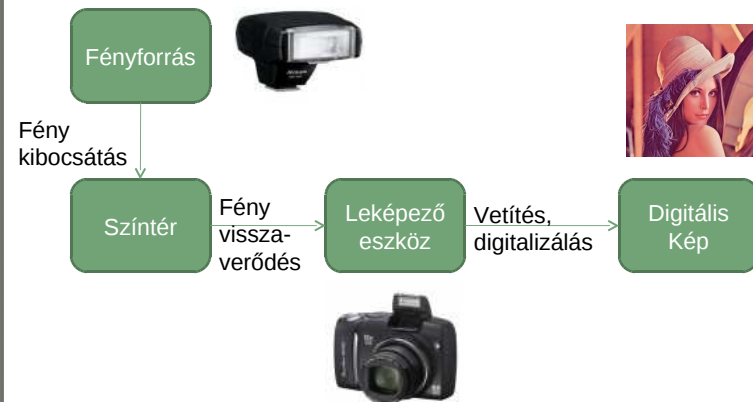 Fényforrás
Fény
kibocsátás
Színtér
Fény
vissza-
verődés
Leképező
eszköz
Vetítés,
digitalizálás
Digitális
Kép